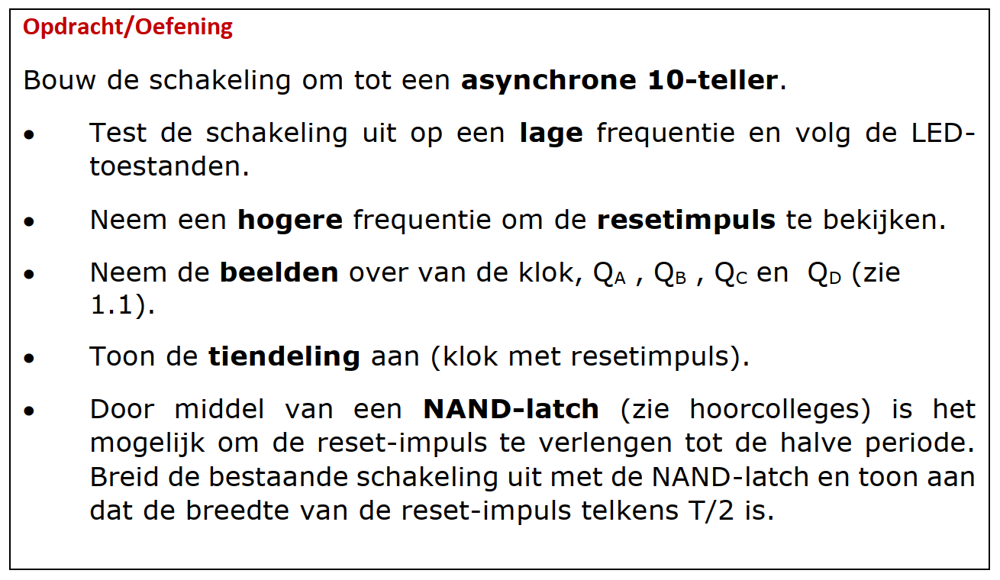 Opdracht/Oefening
Bouw de schakeling om tot een asynchrone 10-teller.
• Test de schakeling uit op een lage frequentie en volg de LED-
toestanden.
• Neem een hogere frequentie om de resetimpuls te bekijken.
• Neem de beelden over van de klok, QA , QB , QC en QD (zie
1.1).
• Toon de tiendeling aan (klok met resetimpuls).
• Door middel van een NAND-latch (zie hoorcolleges) is het
mogelijk om de reset-impuls te verlengen tot de halve periode.
Breid de bestaande schakeling uit met de NAND-latch en toon aan
dat de breedte van de reset-impuls telkens T/2 is.